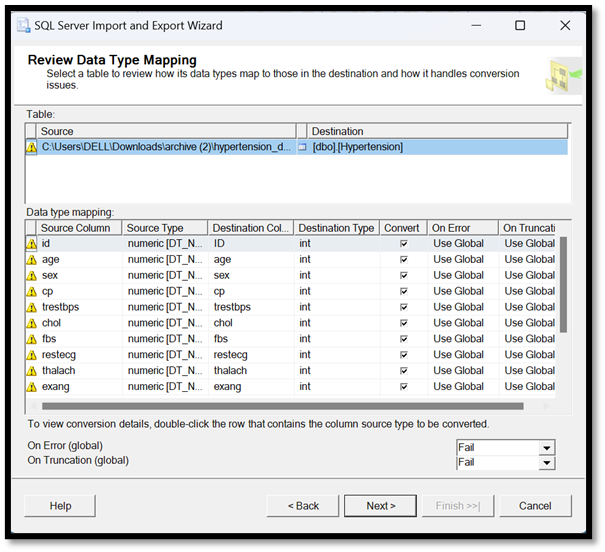 SQL Server Import and Export Wizard
Review Data Type Mapping
Select a table to review how its data types map to those in the destination and how it handles conversion
issues.
Table:
Source Destination
C:\Users\DELL\Downloads\archive (2)\hypertension_d... [dbo].[Hypertension]
Data type mapping:
Source Column Source Type Destination Col... Destination Type Convert On Error On Truncati
id numeric [DT_N... ID int Use Global Use Global
age numeric [DT_N... age int Use Global Use Global
sex numeric [DT_N... sex int Use Global Use Global
cp numeric [DT_N... cp int Use Global Use Global
trestbps numeric [DT_N... trestbps int Use Global Use Global
chol numeric [DT_N... chol int Use Global Use Global
fbs numeric [DT_N... fbs int Use Global Use Global
restecg numeric [DT_N... restecg int Use Global Use Global
thalach numeric [DT_N... thalach int Use Global Use Global
exang numeric [DT_N... exang int Use Global Use Global
To view conversion details, double-click the row that contains the column source type to be converted.
On Error (global) Fail
On Truncation (global) Fail
Help < Back Next > Finish >>| Cancel